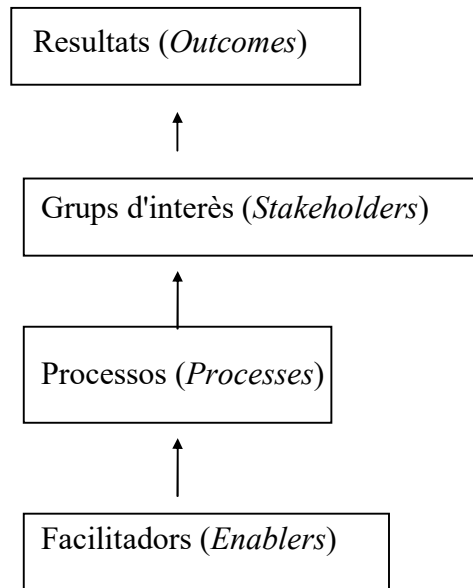 Resultats (Outcomes)
Grups d'interès (Stakeholders)
Processos (Processes)
Facilitadors (Enablers)